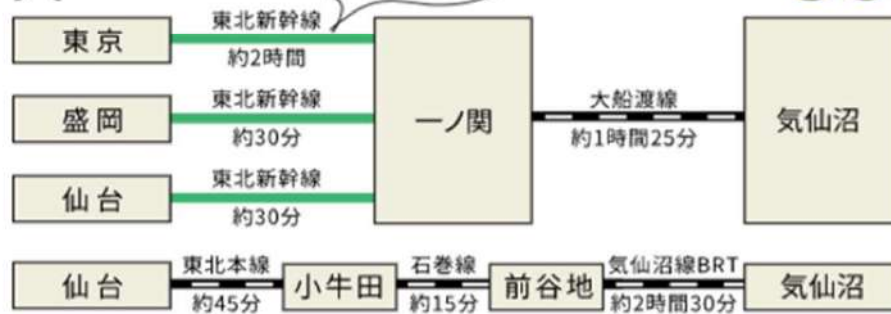 東京 東北新幹線 約2時間
盛岡 東北新幹線 約30分 一ノ関 大船渡線 約1時間25分 気仙沼
仙台 東北新幹線 約30分
仙台 東北本線 約45分 小牛田 石巻線 約15分 前谷地 気仙沼線BRT 約2時間30分 気仙沼